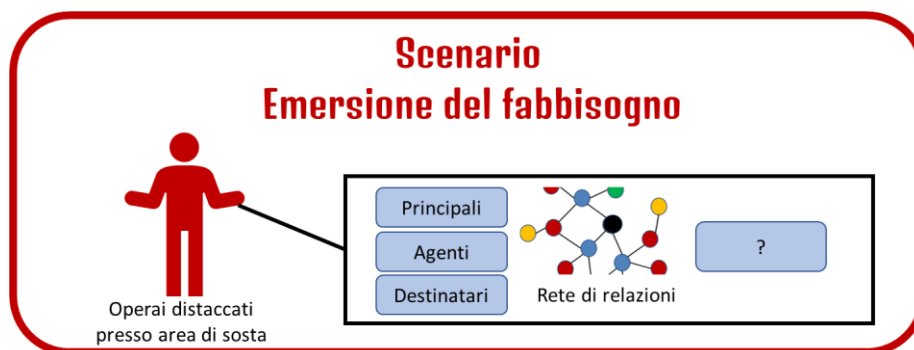 Scenario
Emersione del fabbisogno
Principali
Agenti
Destinatari
Rete di relazioni
?
Operai distaccati
presso area di sosta